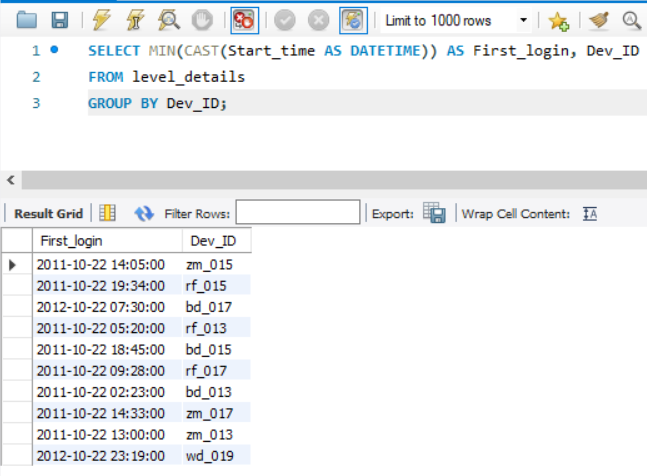 Limit to 1000 rows
1 SELECT MIN(CAST(Start_time AS DATETIME)) AS First_login, Dev_ID
2 FROM level_details
3 GROUP BY Dev_ID;
Result Grid Filter Rows: Export: Wrap Cell Content: IA
First_login Dev_ID
2011-10-22 14:05:00 zm_015
2011-10-22 19:34:00 rf_015
2012-10-22 07:30:00 bd_017
2011-10-22 05:20:00 rf_013
2011-10-22 18:45:00 bd_015
2011-10-22 09:28:00 rf_017
2011-10-22 02:23:00 bd_013
2011-10-22 14:33:00 zm_017
2011-10-22 13:00:00 zm_013
2012-10-22 23:19:00 wd_019